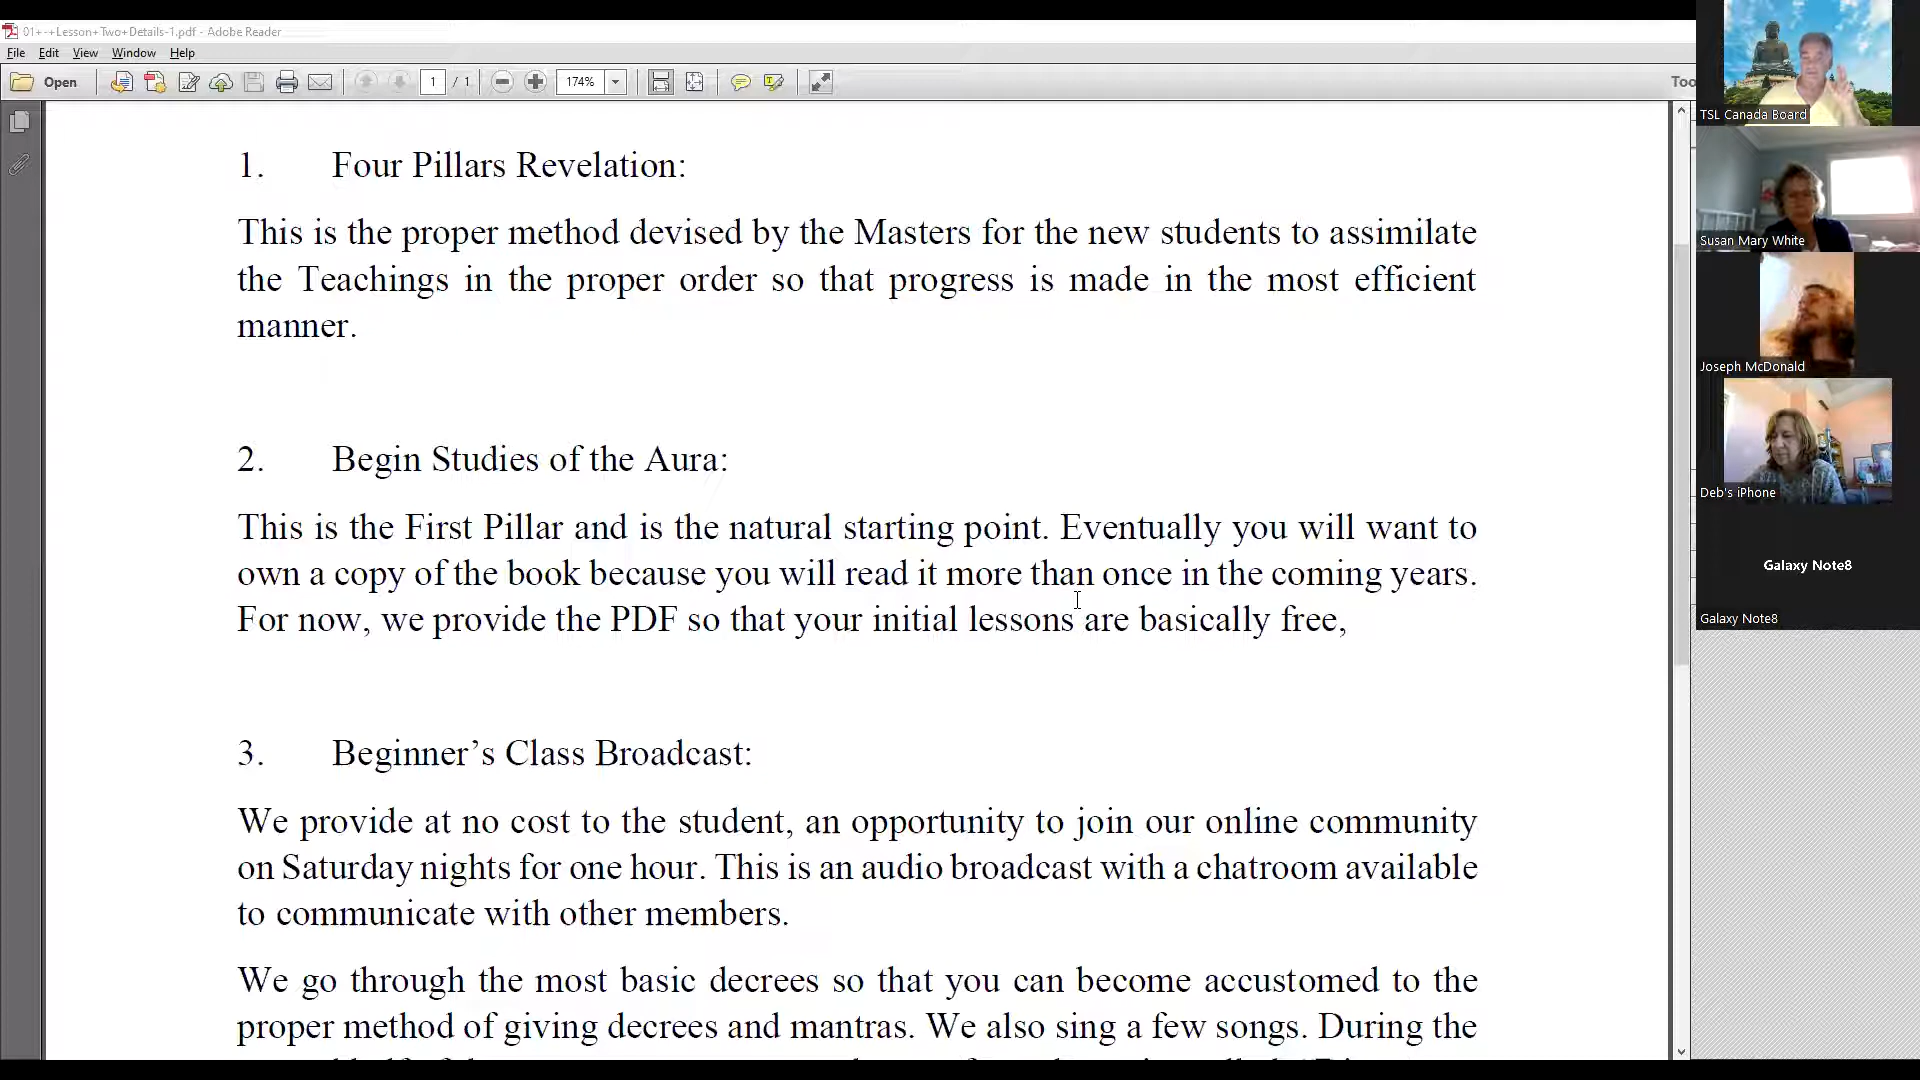 01+-+Lesson+Two+Details-1.pdf - Adobe Reader
File Edit View Window Help
Open 1 / 1 174% Too
1. Four Pillars Revelation:
This is the proper method devised by the Masters for the new students to assimilate
the Teachings in the proper order so that progress is made in the most efficient
manner.
2. Begin Studies of the Aura:
This is the First Pillar and is the natural starting point. Eventually you will want to
own a copy of the book because you will read it more than once in the coming years.
For now, we provide the PDF so that your initial lessons are basically free,
3. Beginner’s Class Broadcast:
We provide at no cost to the student, an opportunity to join our online community
on Saturday nights for one hour. This is an audio broadcast with a chatroom available
to communicate with other members.
We go through the most basic decrees so that you can become accustomed to the
proper method of giving decrees and mantras. We also sing a few songs. During the
TSL Canada Board
Susan Mary White
Joseph McDonald
Deb's iPhone
Galaxy Note8
Galaxy Note8